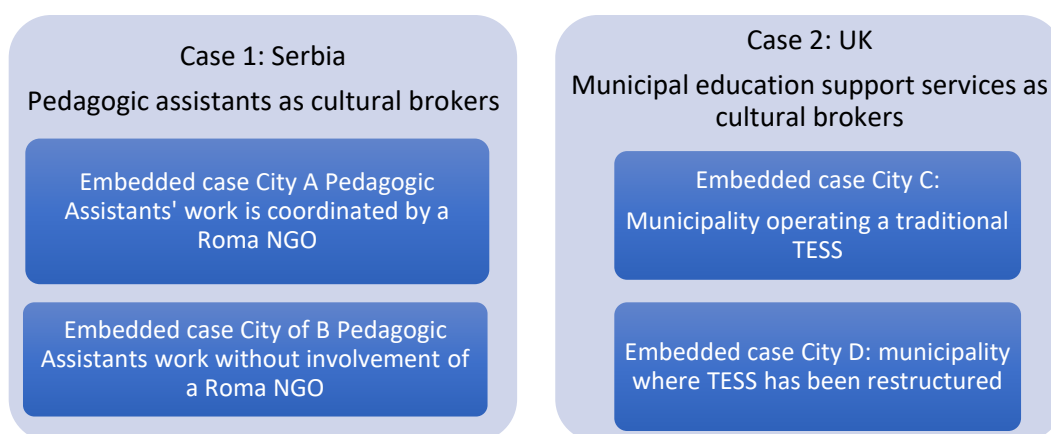 Case 1: Serbia
Pedagogic assistants as cultural brokers
Embedded case City A Pedagogic
Assistants' work is coordinated by a
Roma NGO
Embedded case City of B Pedagogic
Assistants work without involvement of
a Roma NGO
Case 2: UK
Municipal education support services as
cultural brokers
Embedded case City C:
Municipality operating a traditional
TESS
Embedded case City D: municipality
where TESS has been restructured